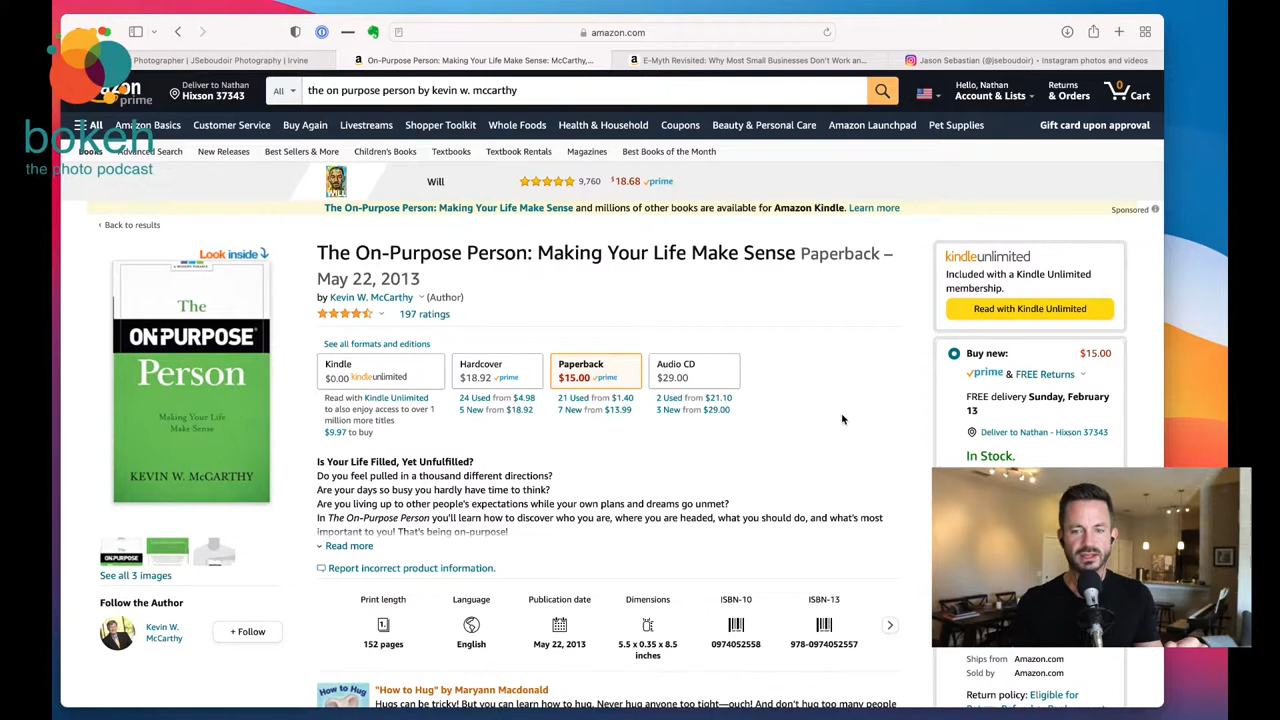 amazon.com
Photographer | JSeboudoir Photography | Irvine
On-Purpose Person: Making Your Life Make Sense: McCarthy,...
E-Myth Revisited: Why Most Small Businesses Don't Work an...
Jason Sebastian (@jseboudoir) • Instagram photos and videos
bokeh
the photo podcast
prime
Deliver to Nathan
Hixson 37343
All
the on purpose person by kevin w. mccarthy
Hello, Nathan
Account & Lists
Returns
& Orders
0
Cart
All Amazon Basics Customer Service Buy Again Livestreams Shopper Toolkit Whole Foods Health & Household Coupons Beauty & Personal Care Amazon Launchpad Pet Supplies Gift card upon approval
Books Advanced Search New Releases Best Sellers & More Children's Books Textbooks Textbook Rentals Magazines Best Books of the Month
WILL
Will
9,760
$18.68 prime
The On-Purpose Person: Making Your Life Make Sense and millions of other books are available for Amazon Kindle. Learn more
Sponsored
‹ Back to results
Look inside
The
ON-PURPOSE®
Person
Making Your
Life Make Sense
KEVIN W. McCARTHY
See all 3 images
Follow the Author
Kevin W.
McCarthy
+ Follow
The On-Purpose Person: Making Your Life Make Sense Paperback –
May 22, 2013
by Kevin W. McCarthy (Author)
197 ratings
See all formats and editions
Kindle
$0.00 kindleunlimited
Read with Kindle Unlimited
to also enjoy access to over 1
million more titles
$9.97 to buy
Hardcover
$18.92 prime
24 Used from $4.98
5 New from $18.92
Paperback
$15.00 prime
21 Used from $1.40
7 New from $13.99
Audio CD
$29.00
2 Used from $21.10
3 New from $29.00
Is Your Life Filled, Yet Unfulfilled?
Do you feel pulled in a thousand different directions?
Are your days so busy you hardly have time to think?
Are you living up to other people's expectations while your own plans and dreams go unmet?
In The On-Purpose Person you'll learn how to discover who you are, where you are headed, what you should do, and what's most
important to you! That's being on-purpose!
Read more
Report incorrect product information.
Print length
152 pages
Language
English
Publication date
May 22, 2013
Dimensions
5.5 x 0.35 x 8.5
inches
ISBN-10
0974052558
ISBN-13
978-0974052557
How to Hug
"How to Hug" by Maryann Macdonald
Hugs can be tricky! But you can learn how to hug. Never hug anyone too tight—ouch! And don't hug too many people
kindleunlimited
Included with a Kindle Unlimited
membership.
Read with Kindle Unlimited
Buy new:
$15.00
prime & FREE Returns
FREE delivery Sunday, February
13
Deliver to Nathan - Hixson 37343
In Stock.
Ships from Amazon.com
Sold by Amazon.com
Return policy: Eligible for